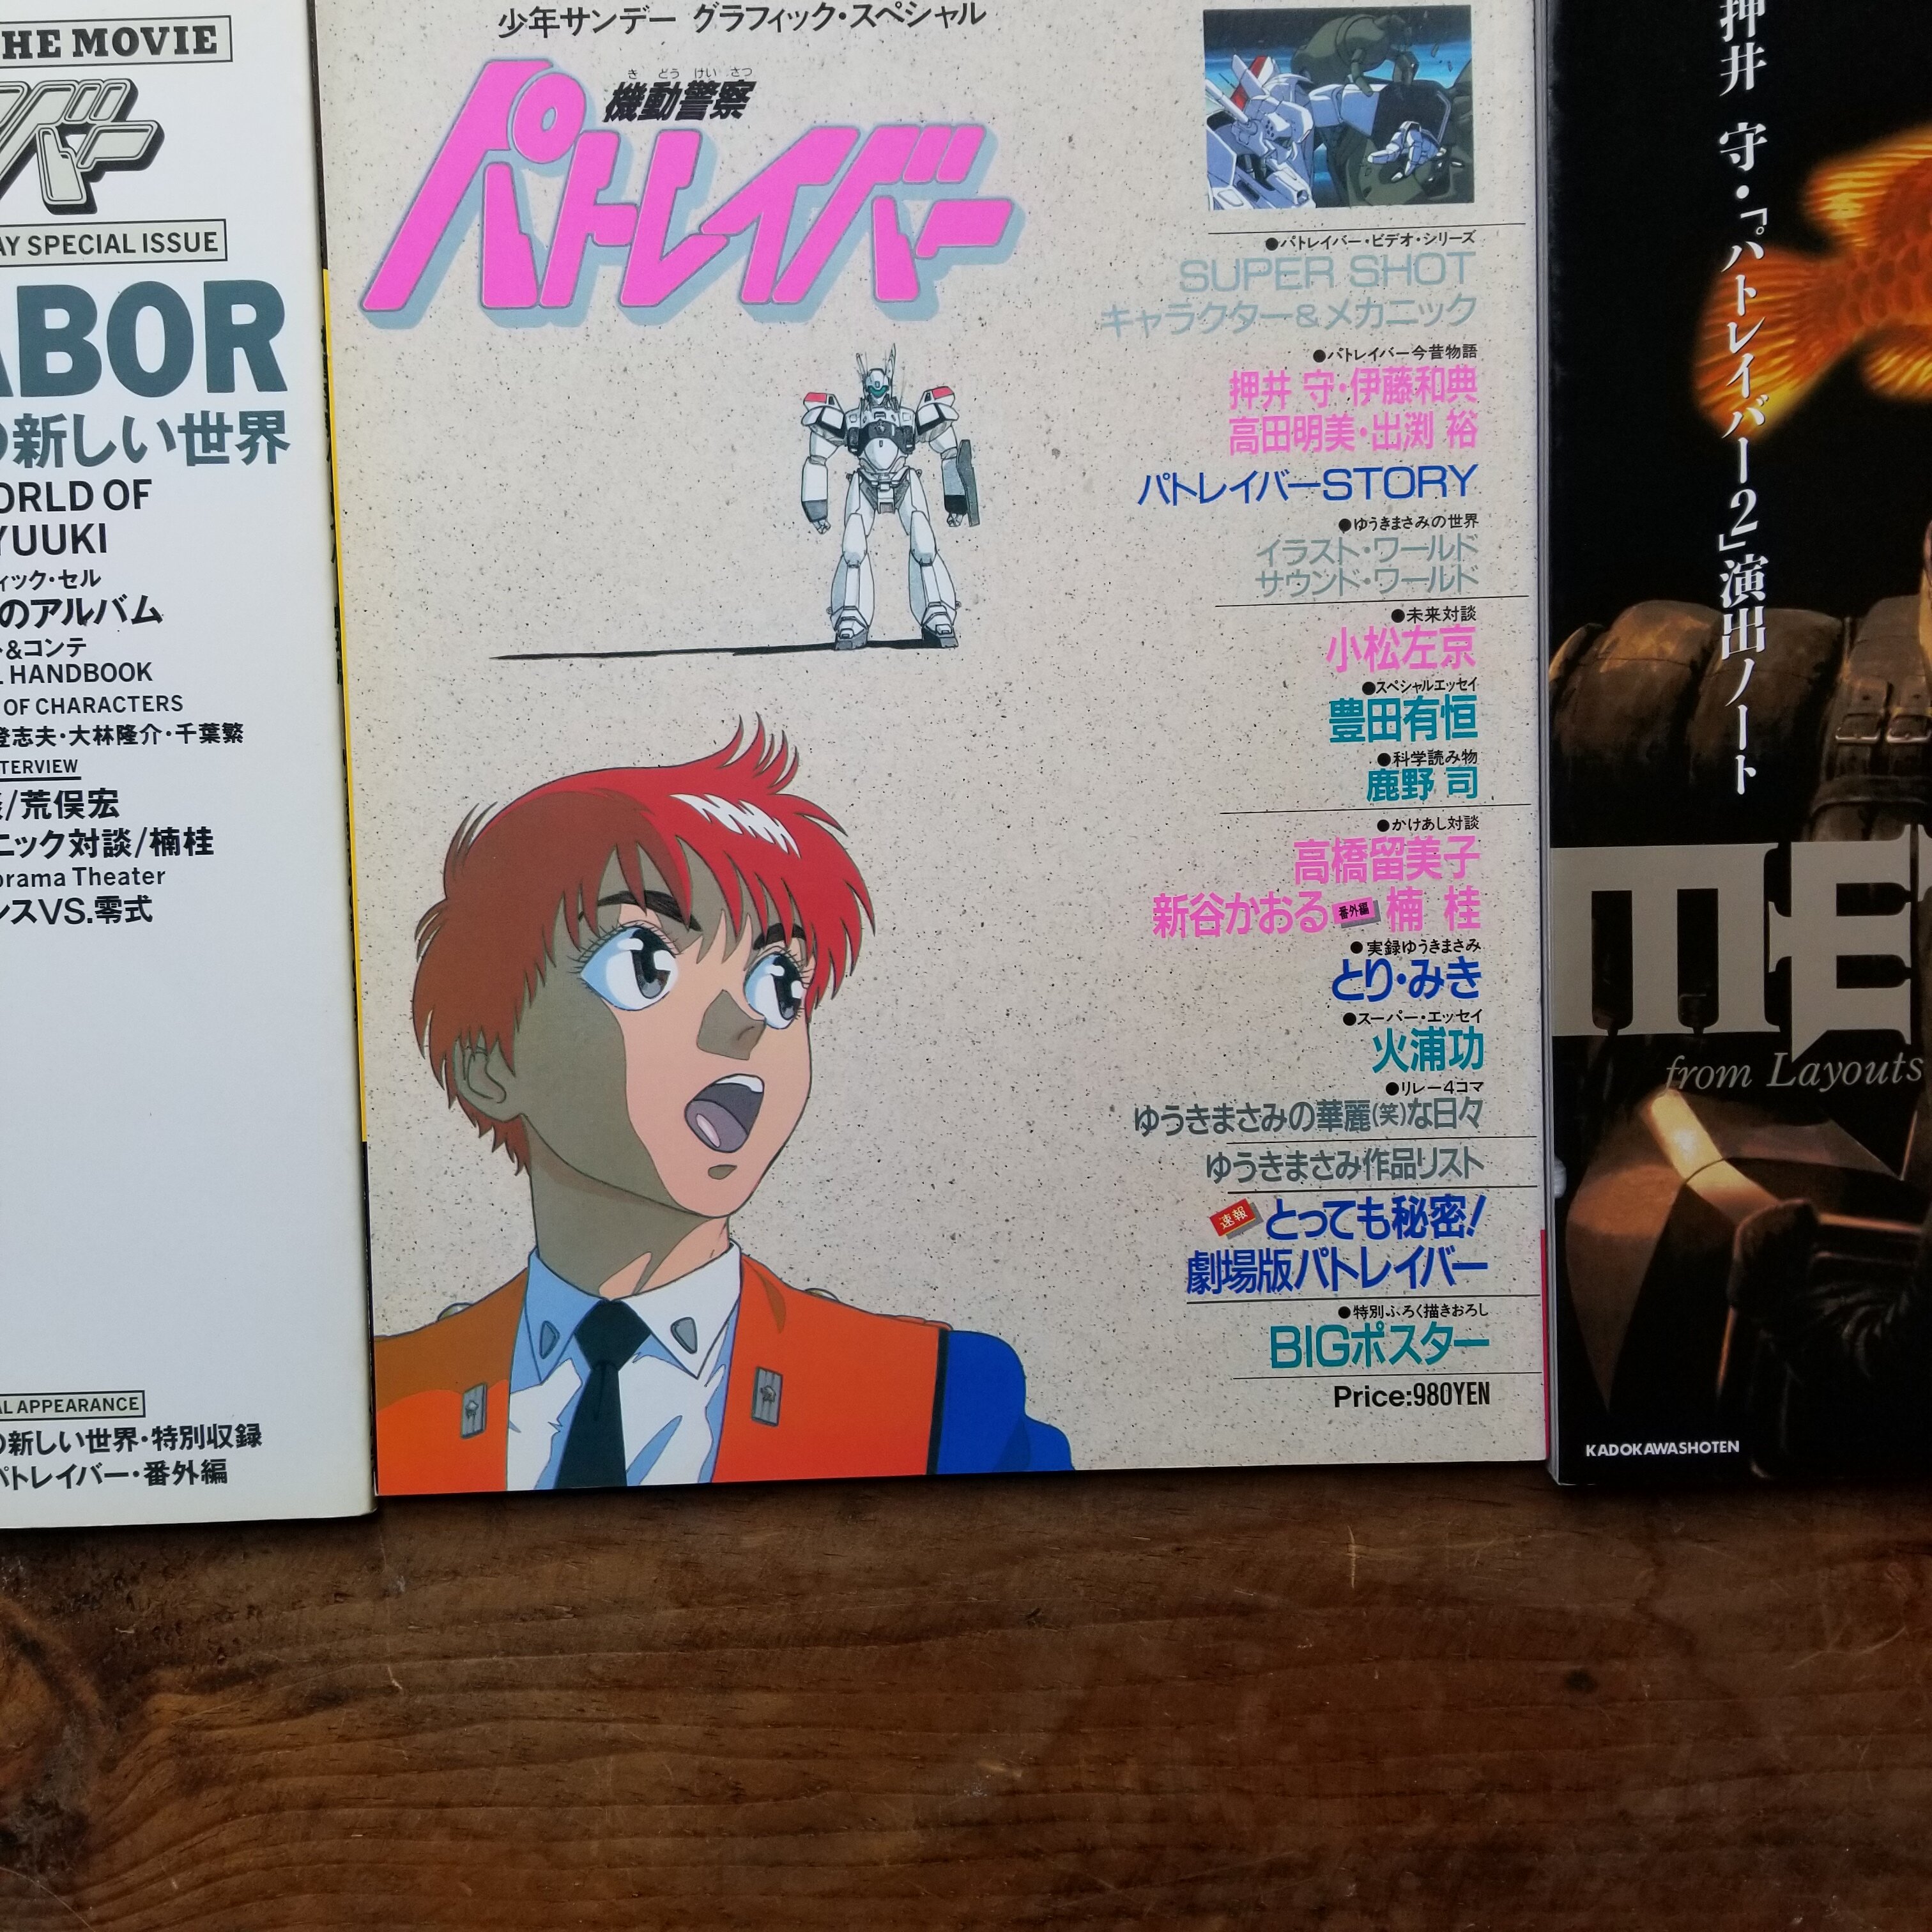 HE MOVIE
バー
AY SPECIAL ISSUE
ABOR
の新しい世界
ORLD OF
YUUKI
ィック・セル
のアルバム
&コンテ
HANDBOOK
OF CHARACTERS
登志夫・大林隆介・千葉繁
TERVIEW
/荒俣宏
ニック対談/楠桂
orama Theater
ンスVS.零式
AL APPEARANCE
の新しい世界・特別収録
パトレイバー・番外編
少年サンデー グラフィック・スペシャル
き どう けい さつ
機動警察
パトレイバー
●パトレイバー・ビデオ・シリーズ
SUPER SHOT
キャラクター&メカニック
●パトレイバー今昔物語
押井 守・伊藤和典
高田明美・出渕 裕
パトレイバーSTORY
●ゆうきまさみの世界
イラスト・ワールド
サウンド・ワールド
●未来対談
小松左京
●スペシャルエッセイ
豊田有恒
●科学読み物
鹿野 司
●かけあし対談
高橋留美子
新谷かおる 番外編 楠 桂
●実録ゆうきまさみ
とり・みき
●スーパー・エッセイ
火浦功
●リレー4コマ
ゆうきまさみの華麗(笑)な日々
ゆうきまさみ作品リスト
速報 とっても秘密!
劇場版パトレイバー
●特別ふろく描きおろし
BIGポスター
Price:980YEN
押井 守・「パトレイバー2」演出ノート
ME
from Layouts
KADOKAWASHOTEN